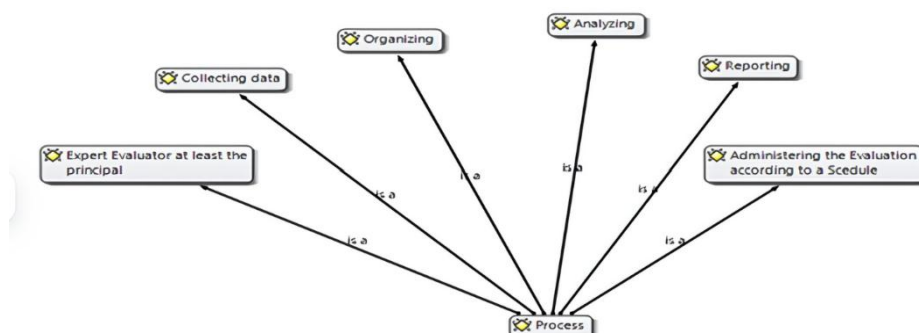 Analyzing
Organizing
Reporting
Collecting data
Expert Evaluator at least the
principal
Administering the Evaluation
according to a Scedule
is a
is a
is a
is a
is a
is a
Process